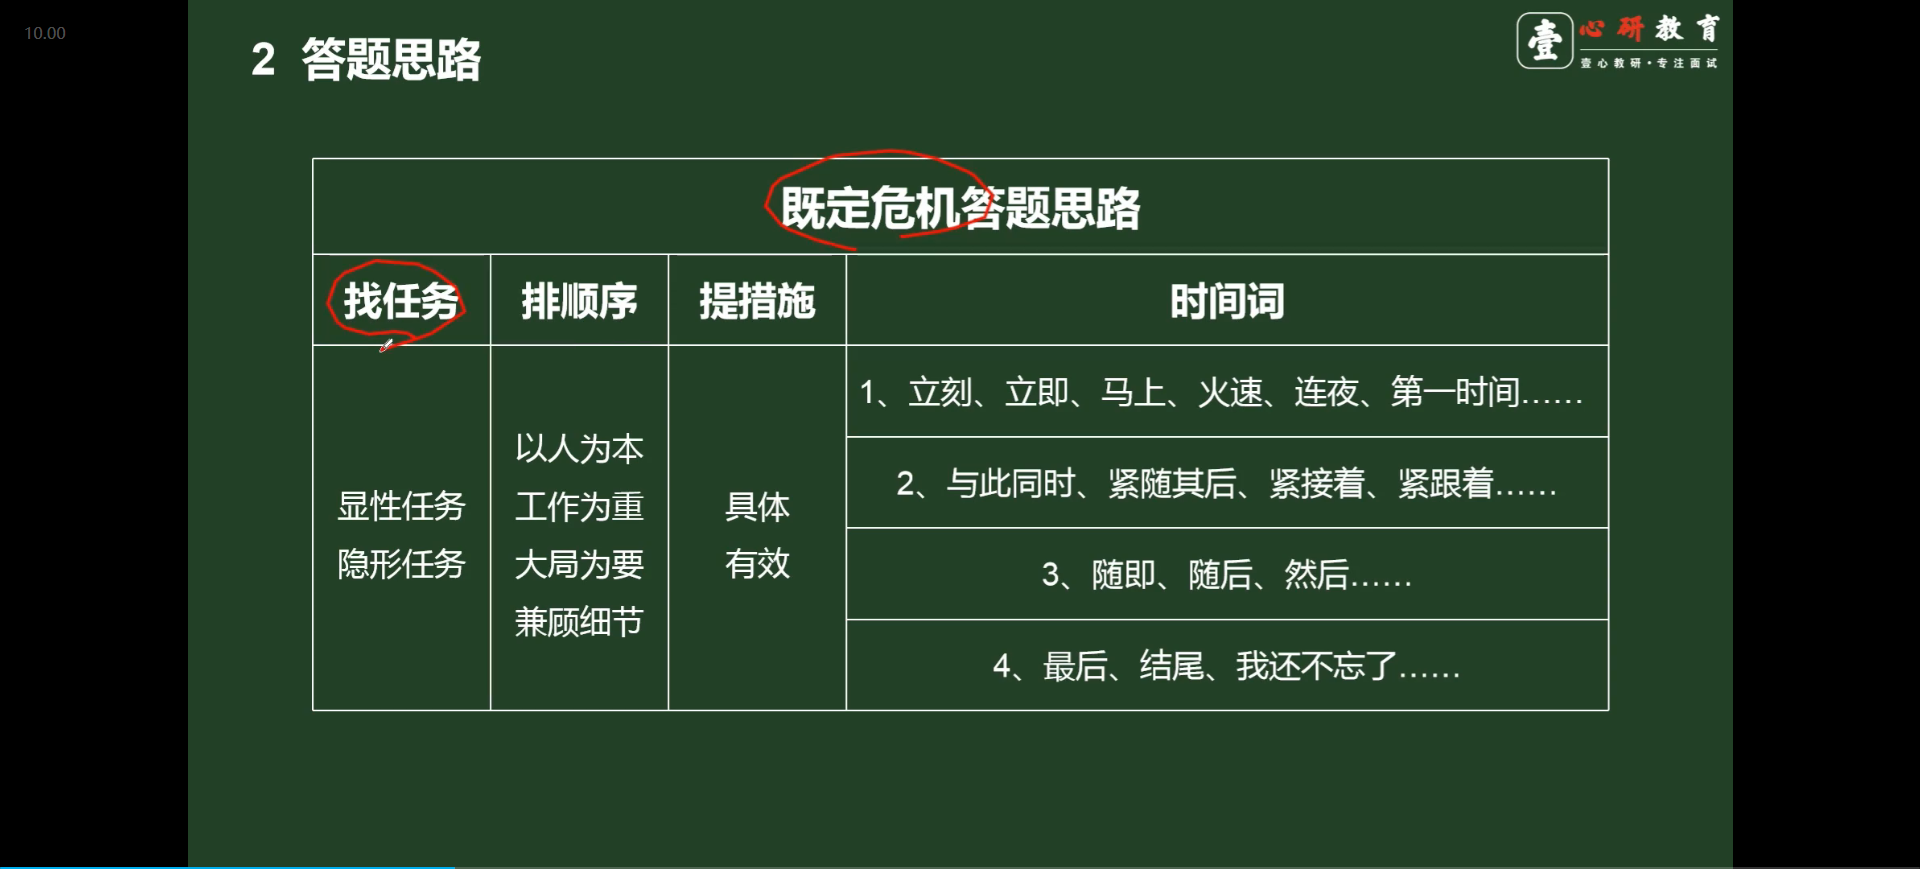 10.00
2 答题思路
壹
心研教育
壹心教研•专注面试
既定危机答题思路
找任务
排顺序
提措施
时间词
显性任务
隐形任务
以人为本
工作为重
大局为要
兼顾细节
具体
有效
1、立刻、立即、马上、火速、连夜、第一时间……
2、与此同时、紧随其后、紧接着、紧跟着……
3、随即、随后、然后……
4、最后、结尾、我还不忘了……